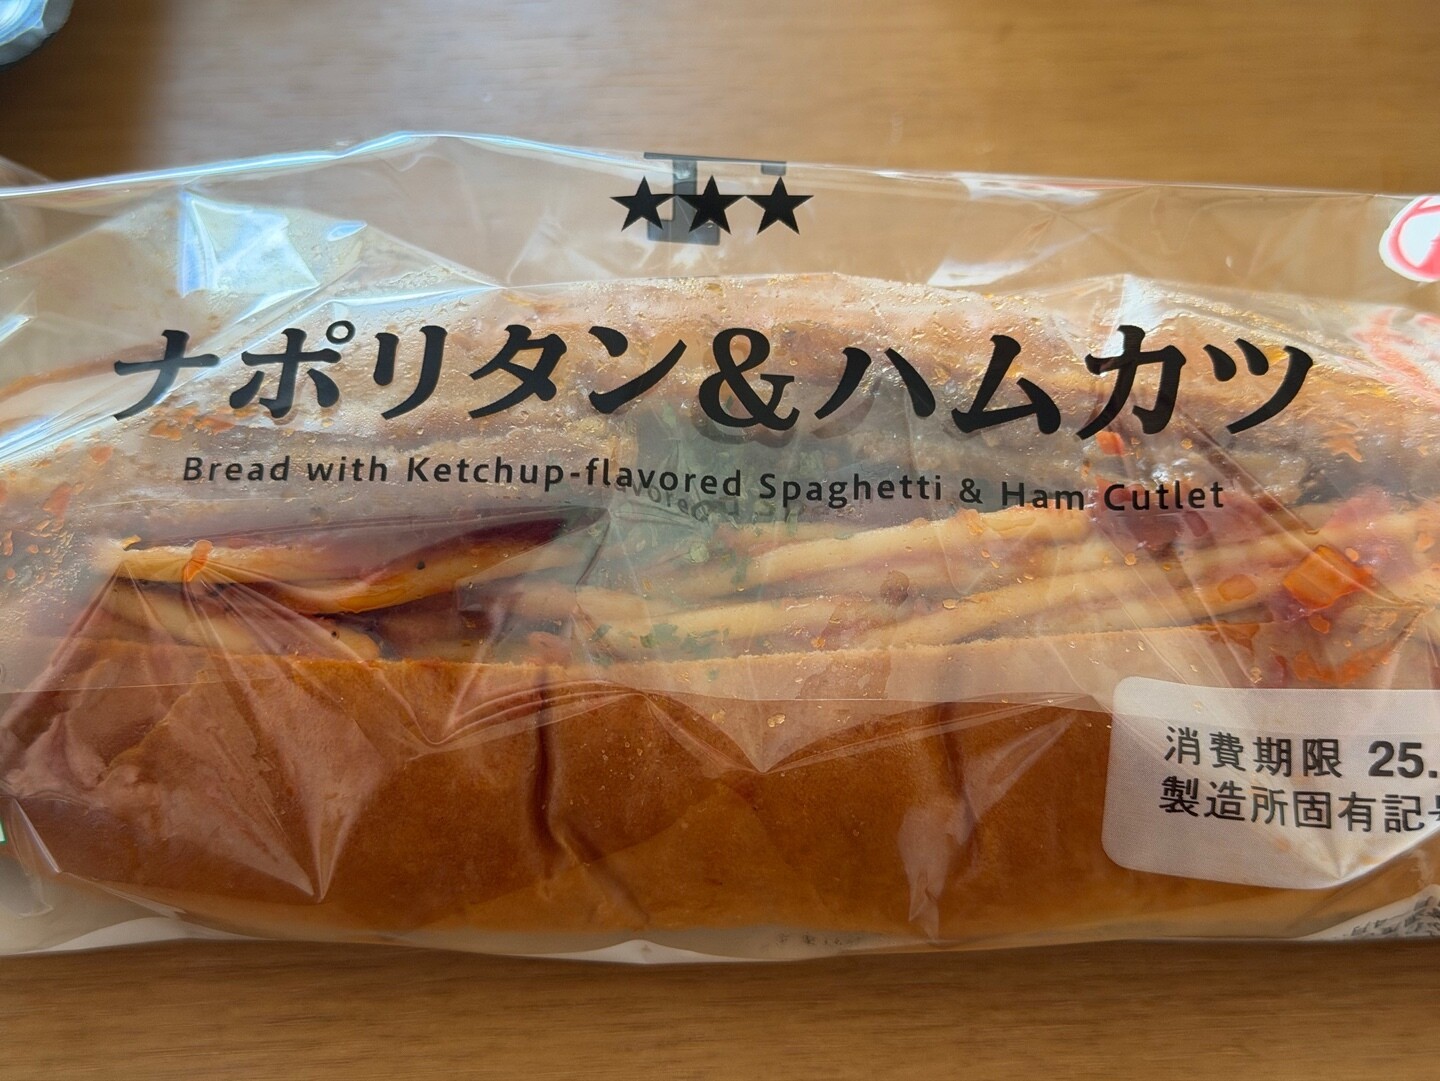 ★★★
ナポリタン&ハムカツ
Bread with Ketchup-flavored Spaghetti & Ham Cutlet
消費期限 25.
製造所固有記号